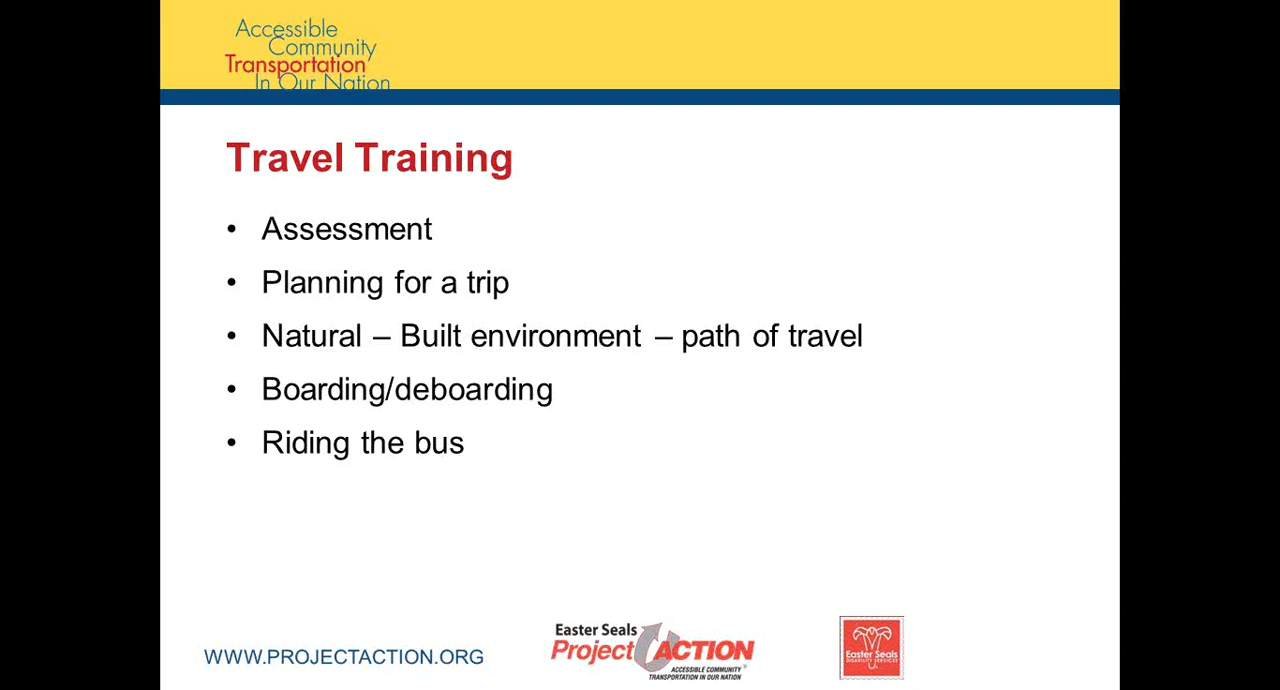 Accessible
Community
Transportation
In Our Nation
Travel Training
• Assessment
• Planning for a trip
• Natural – Built environment – path of travel
• Boarding/deboarding
• Riding the bus
WWW.PROJECTACTION.ORG
Easter Seals
Project ACTION
ACCESSIBLE COMMUNITY
TRANSPORTATION IN OUR NATION
Easter Seals
DISABILITY SERVICES